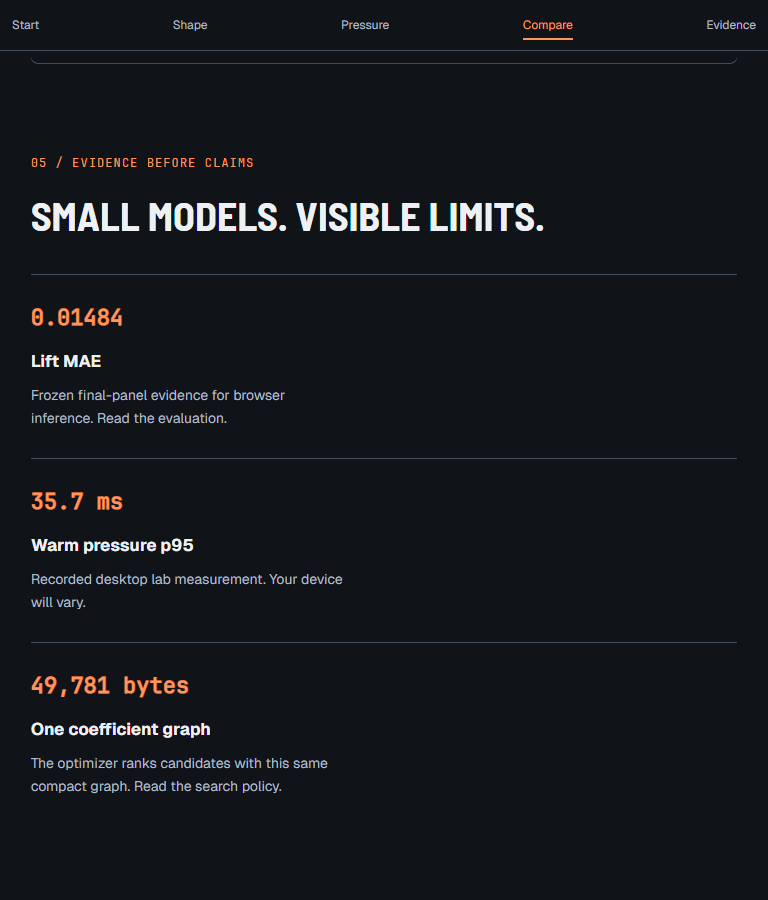 Start
Shape
Pressure
Compare
Evidence
05 / EVIDENCE BEFORE CLAIMS
SMALL MODELS. VISIBLE LIMITS.
0.01484
Lift MAE
Frozen final-panel evidence for browser
inference. Read the evaluation.
35.7 ms
Warm pressure p95
Recorded desktop lab measurement. Your device
will vary.
49,781 bytes
One coefficient graph
The optimizer ranks candidates with this same
compact graph. Read the search policy.